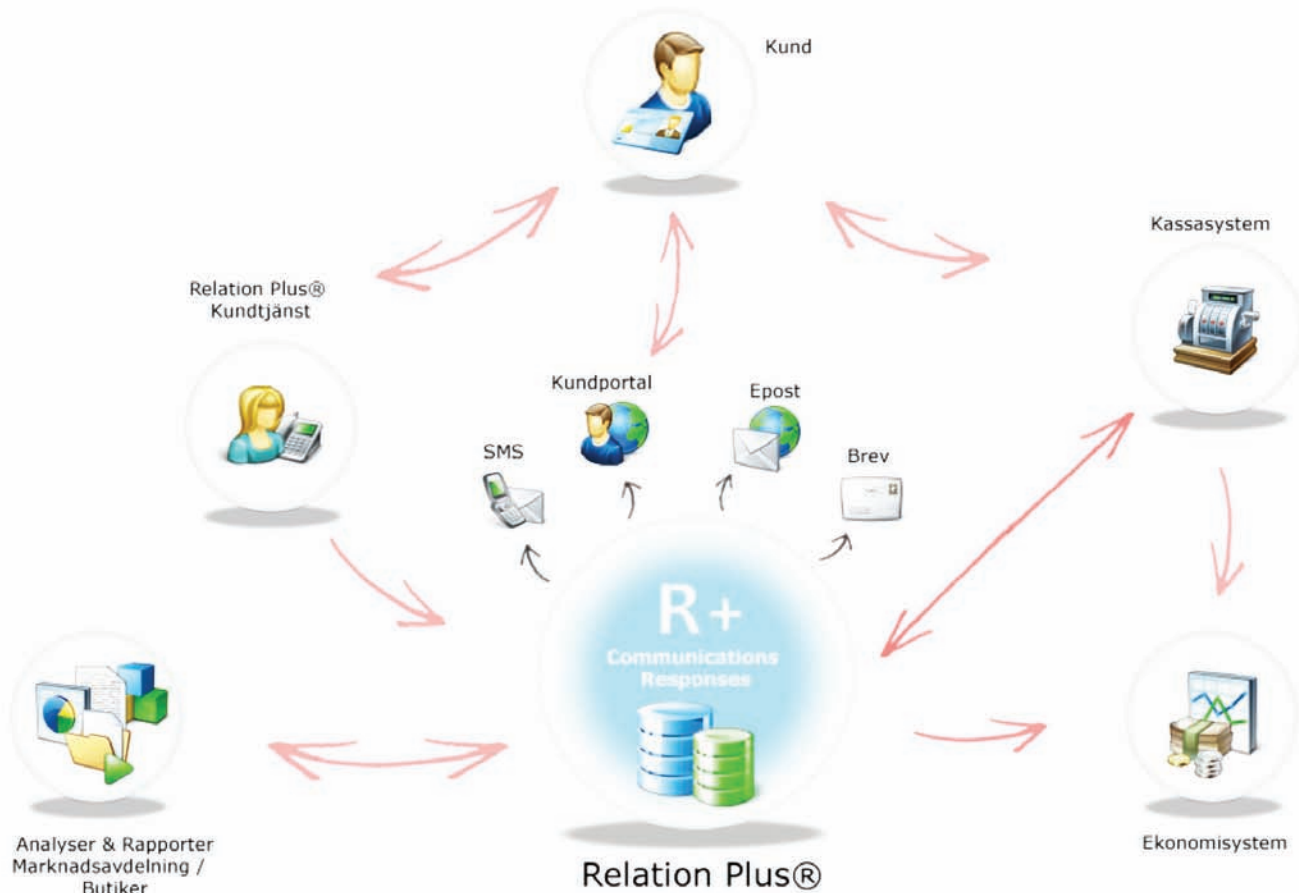 Kund
Kassasystem
Relation Plus®
Kundtjänst
Kundportal
Epost
SMS
Brev
R+
Communications
Responses
Analyser & Rapporter
Marknadsavdelning /
Butiker
Ekonomisystem
Relation Plus®